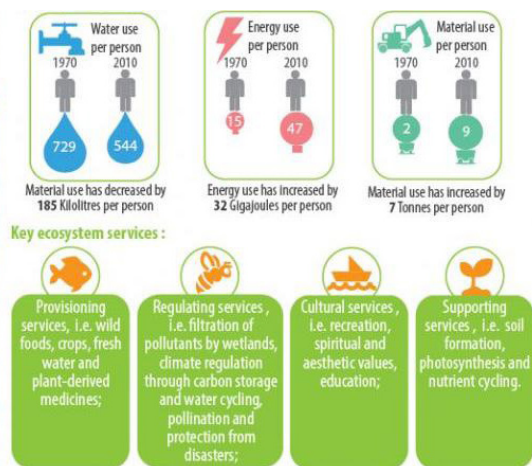 Water use
per person
1970 2010
729 544
Material use has decreased by
185 Kilolitres per person
Energy use
per person
1970 2010
15 47
Energy use has increased by
32 Gigajoules per person
Material use
per person
1970 2010
2 9
Material use has increased by
7 Tonnes per person
Key ecosystem services :
Provisioning
services, i.e. wild
foods, crops, fresh
water and
plant-derived
medicines;
Regulating services ,
i.e. filtration of
pollutants by wetlands,
climate regulation
through carbon storage
and water cycling,
pollination and
protection from
disasters;
Cultural services ,
i.e. recreation,
spiritual and
aesthetic values,
education;
Supporting
services , i.e. soil
formation,
photosynthesis and
nutrient cycling.